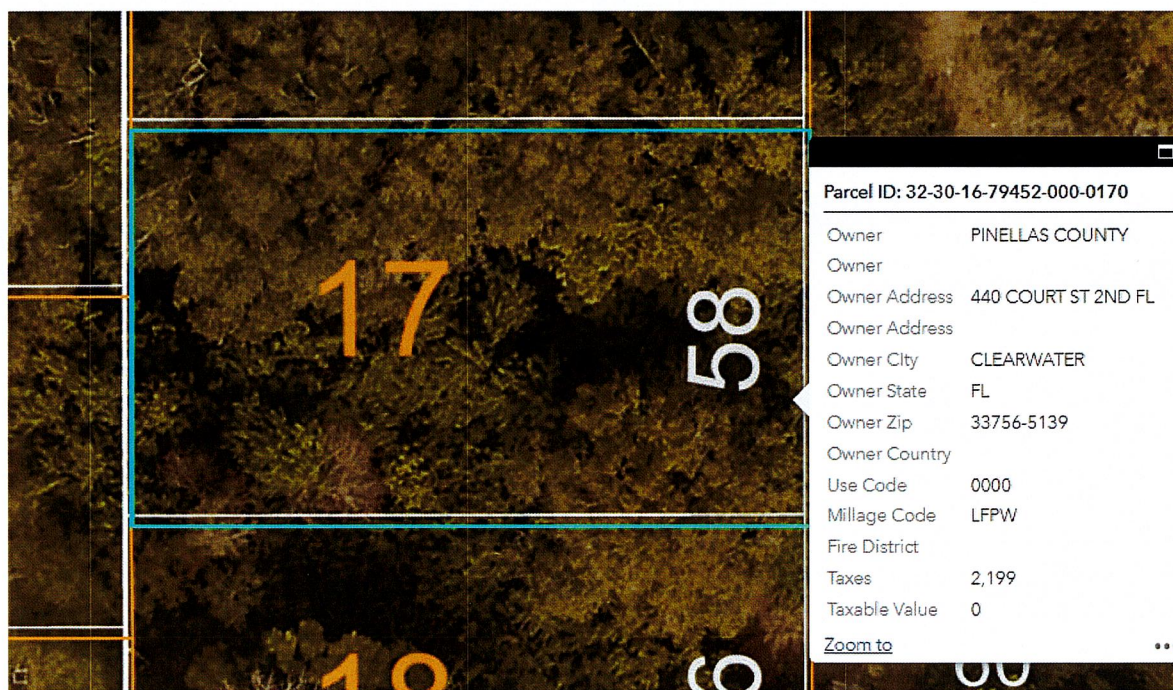 17
58
18
Parcel ID: 32-30-16-79452-000-0170
Owner PINELLAS COUNTY
Owner
Owner Address 440 COURT ST 2ND FL
Owner Address
Owner City CLEARWATER
Owner State FL
Owner Zip 33756-5139
Owner Country
Use Code 0000
Millage Code LFPW
Fire District
Taxes 2,199
Taxable Value 0
Zoom to